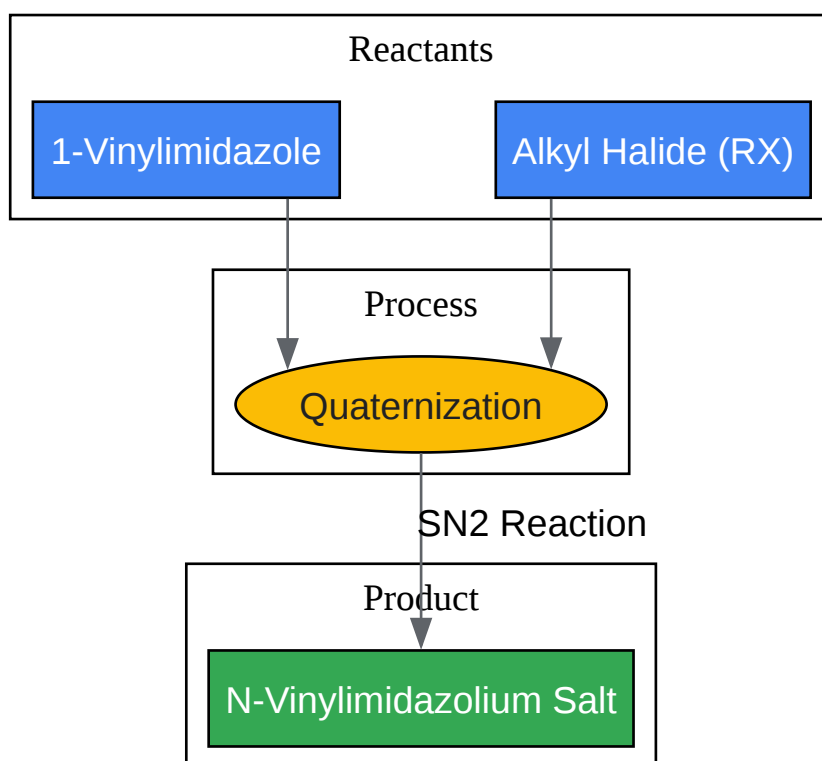 Reactants
1-Vinylimidazole
Alkyl Halide (RX)
Process
Quaternization
SN2 Reaction
Product
N-Vinylimidazolium Salt